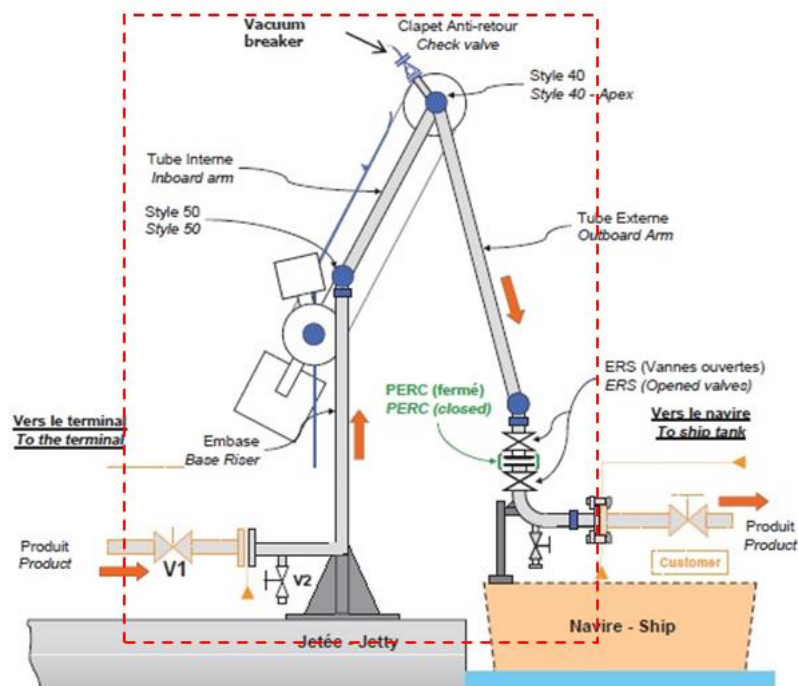 Vacuum
breaker
Clapet Anti-retour
Check valve
Style 40
Style 40 - Apex
Tube Interne
Inboard arm
Style 50
Style 50
Tube Externe
Outboard Arm
ERS (Vannes ouvertes)
ERS (Opened valves)
PERC (fermé)
PERC (closed)
Vers le terminal
To the terminal
Vers le navire
To ship tank
Embase
Base Riser
Produit
Product
V1
V2
Produit
Product
Customer
Jetée - Jetty
Navire - Ship